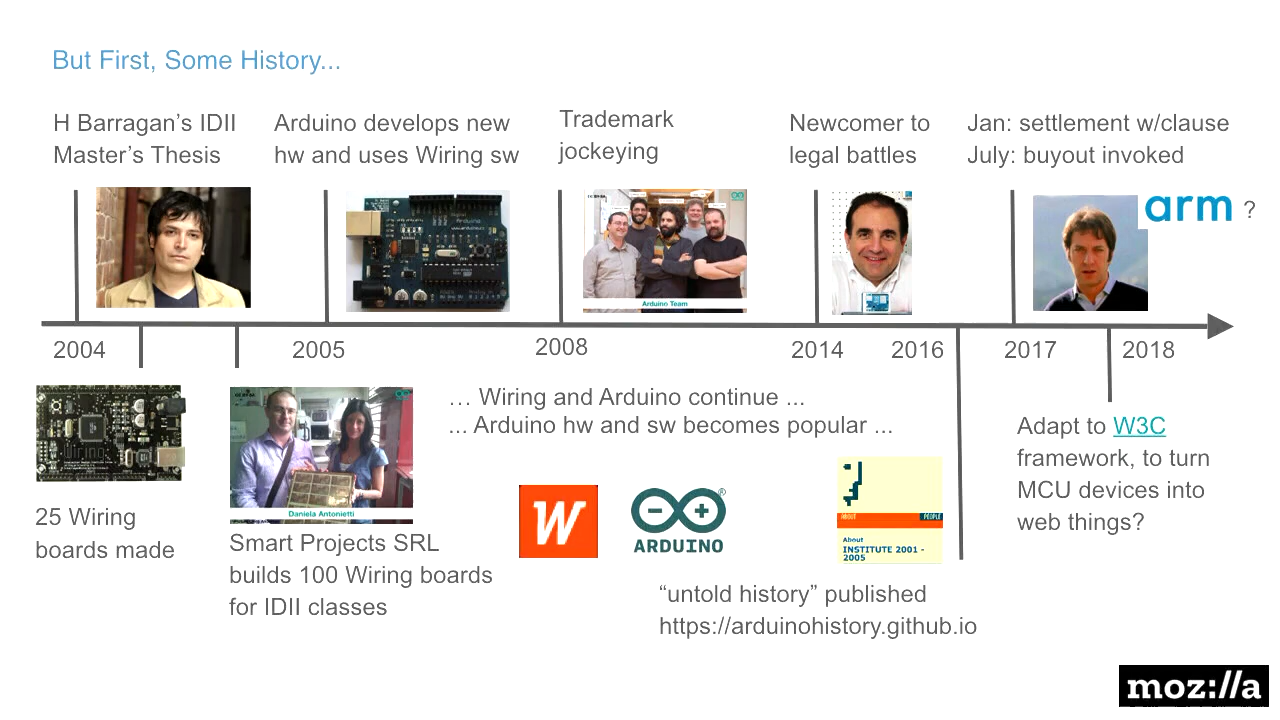 But First, Some History...
H Barragan’s IDII
Master’s Thesis
Arduino develops new
hw and uses Wiring sw
Trademark
jockeying
Newcomer to
legal battles
Jan: settlement w/clause
July: buyout invoked
arm ?
Arduino Team
2004
2005
2008
2014
2016
2017
2018
Wiring
25 Wiring
boards made
Daniela Antonietti
Smart Projects SRL
builds 100 Wiring boards
for IDII classes
… Wiring and Arduino continue ...
... Arduino hw and sw becomes popular ...
W
ARDUINO
ABOUT PEOPLE
About
INSTITUTE 2001 -
2005
“untold history” published
https://arduinohistory.github.io
Adapt to W3C
framework, to turn
MCU devices into
web things?
moz://a